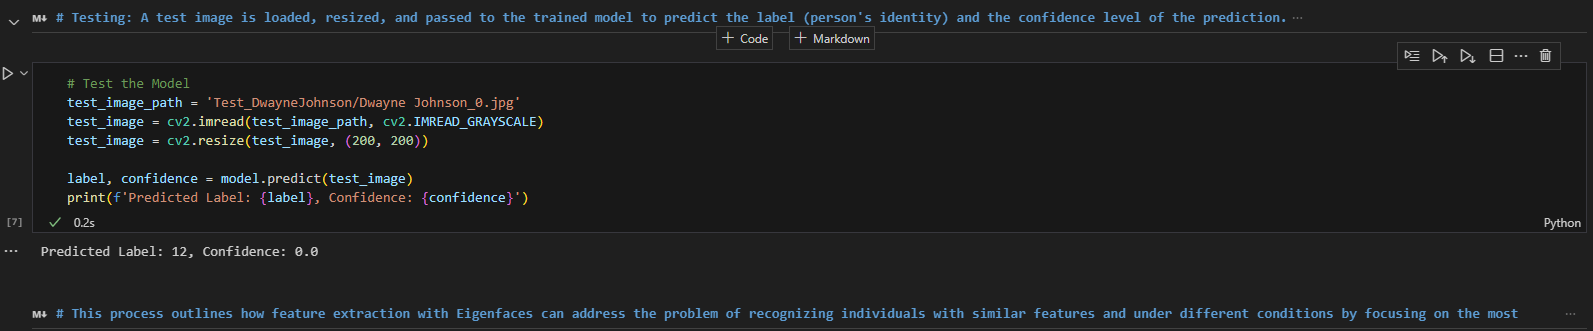 M↓ # Testing: A test image is loaded, resized, and passed to the trained model to predict the label (person's identity) and the confidence level of the prediction. ...
+ Code + Markdown
# Test the Model
test_image_path = 'Test_DwayneJohnson/Dwayne Johnson_0.jpg'
test_image = cv2.imread(test_image_path, cv2.IMREAD_GRAYSCALE)
test_image = cv2.resize(test_image, (200, 200))
label, confidence = model.predict(test_image)
print(f'Predicted Label: {label}, Confidence: {confidence}')
[7] ✓ 0.2s Python
... Predicted Label: 12, Confidence: 0.0
M↓ # This process outlines how feature extraction with Eigenfaces can address the problem of recognizing individuals with similar features and under different conditions by focusing on the most ...